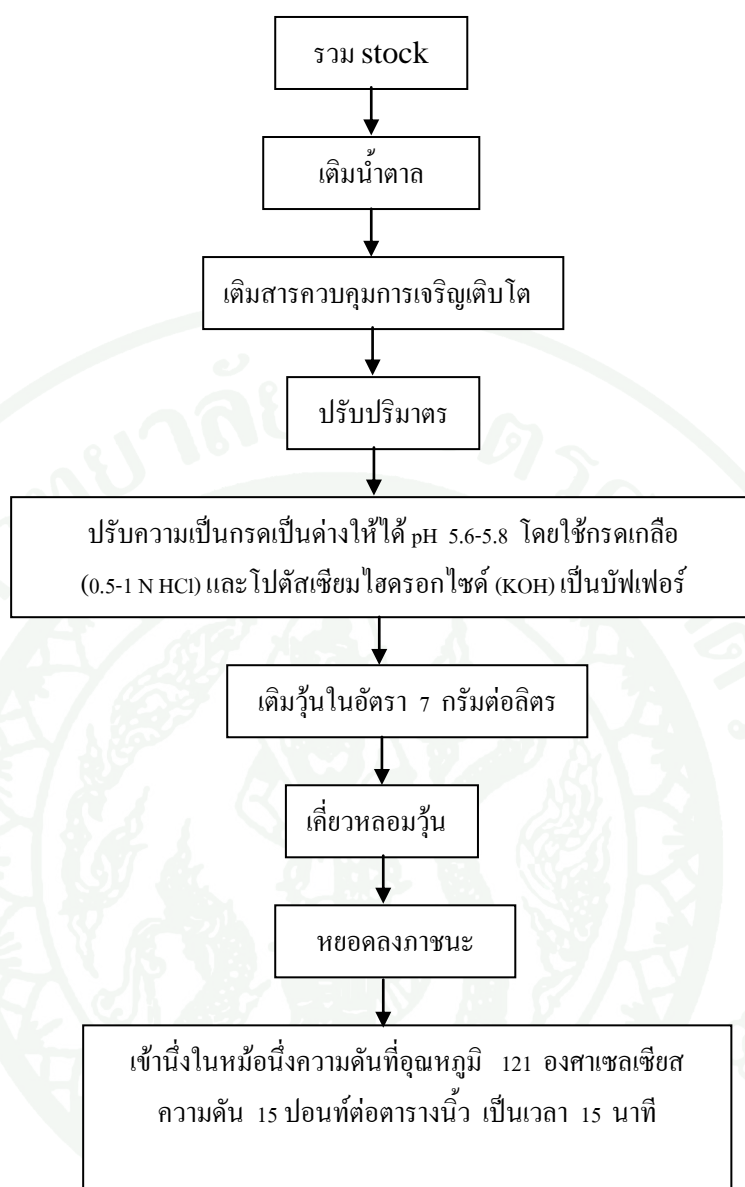 รวม stock
เติมน้ำตาล
เติมสารควบคุมการเจริญเติบโต
ปรับปริมาตร
ปรับความเป็นกรดเป็นด่างให้ได้ pH 5.6-5.8 โดยใช้กรดเกลือ
(0.5-1 N HCl) และโปตัสเซียมไฮดรอกไซด์ (KOH) เป็นบัฟเฟอร์
เติมวุ้นในอัตรา 7 กรัมต่อลิตร
เคี่ยวหลอมวุ้น
หยอดลงภาชนะ
เข้านึ่งในหม้อนึ่งความดันที่อุณหภูมิ 121 องศาเซลเซียส
ความดัน 15 ปอนท์ต่อตารางนิ้ว เป็นเวลา 15 นาที